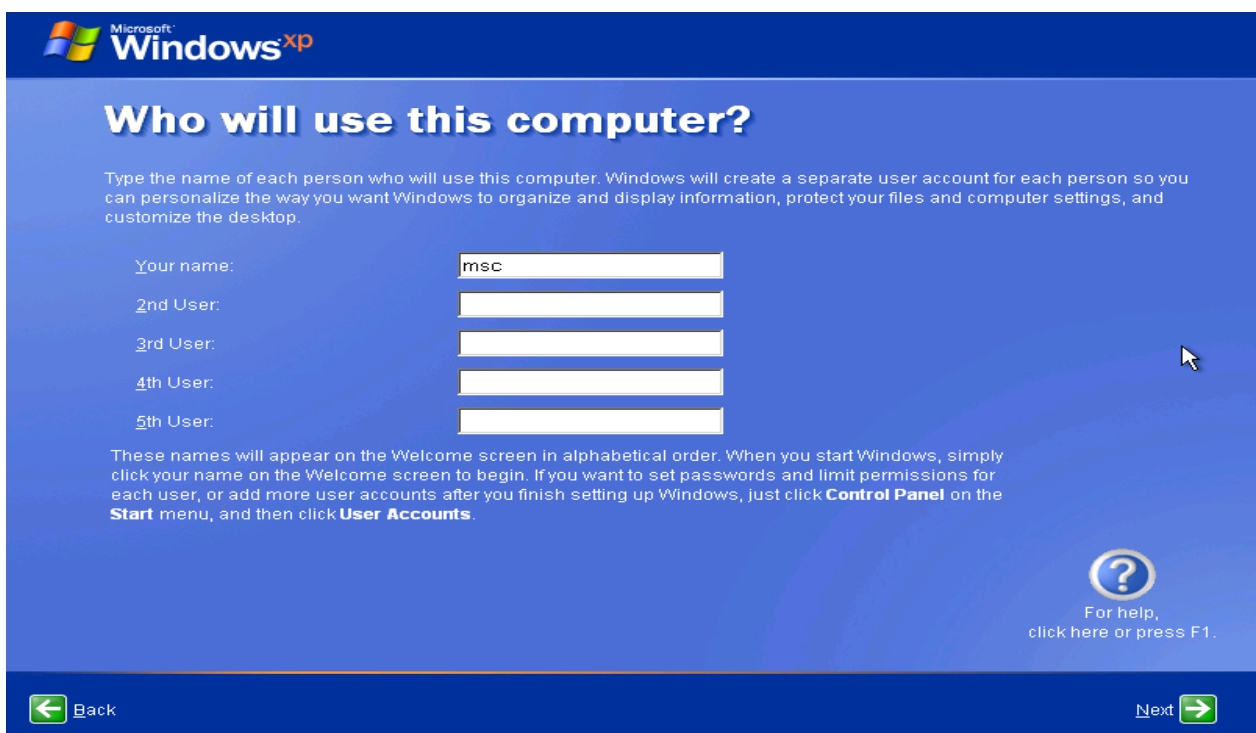 Microsoft
Windows xp
Who will use this computer?
Type the name of each person who will use this computer. Windows will create a separate user account for each person so you
can personalize the way you want Windows to organize and display information, protect your files and computer settings, and
customize the desktop.
Your name: msc
2nd User:
3rd User:
4th User:
5th User:
These names will appear on the Welcome screen in alphabetical order. When you start Windows, simply
click your name on the Welcome screen to begin. If you want to set passwords and limit permissions for
each user, or add more user accounts after you finish setting up Windows, just click Control Panel on the
Start menu, and then click User Accounts.
?
For help,
click here or press F1.
Back
Next